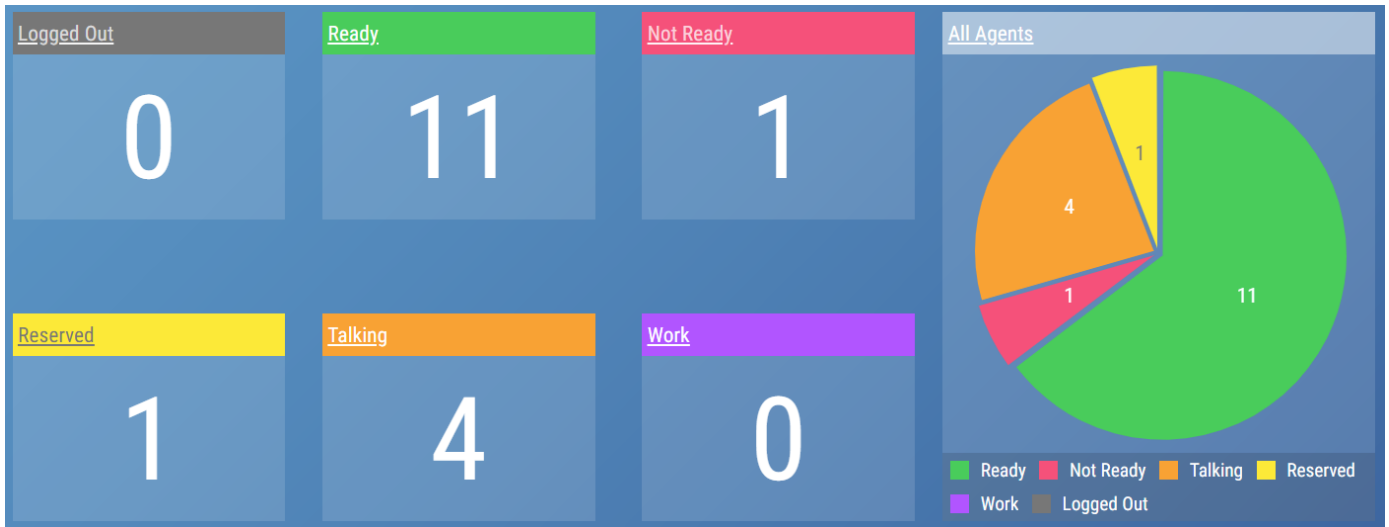 Logged Out
0
Ready
11
Not Ready
1
Reserved
1
Talking
4
Work
0
All Agents
1
4
1
11
Ready Not Ready Talking Reserved
Work Logged Out